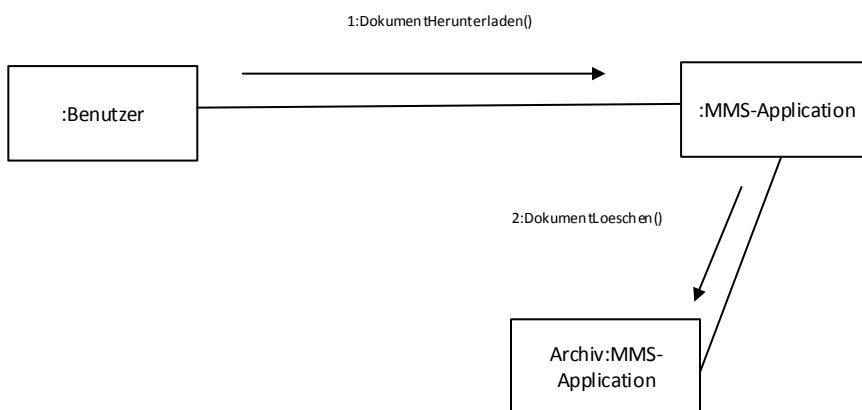 1:DokumentHerunterladen()
:Benutzer
:MMS-Application
2:DokumentLoeschen()
Archiv:MMS-
Application